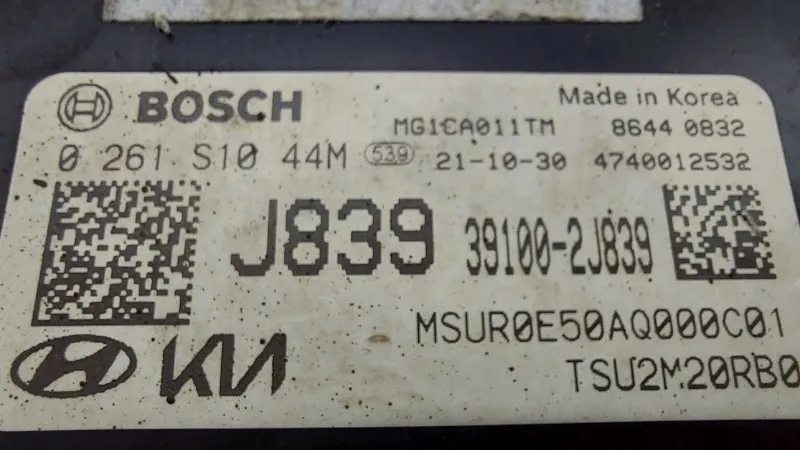 BOSCH
Made in Korea
MG1CA011TM 8644 0832
0 261 S10 44M 539 21-10-30 4740012532
J839 39100-2J839
MSUR0E50AQ000C01
KIA TSU2M20RB0